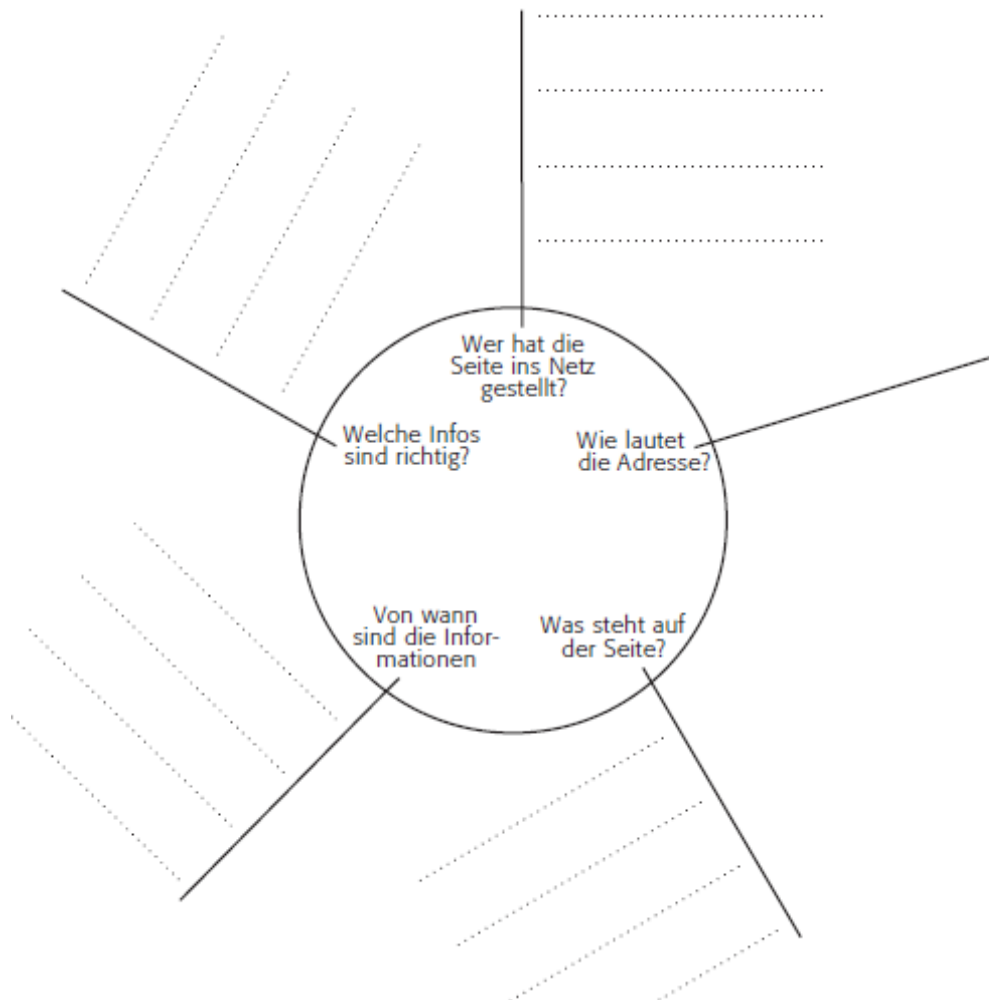 Wer hat die
Seite ins Netz
gestellt?
Welche Infos
sind richtig?
Wie lautet
die Adresse?
Von wann
sind die Infor-
mationen
Was steht auf
der Seite?